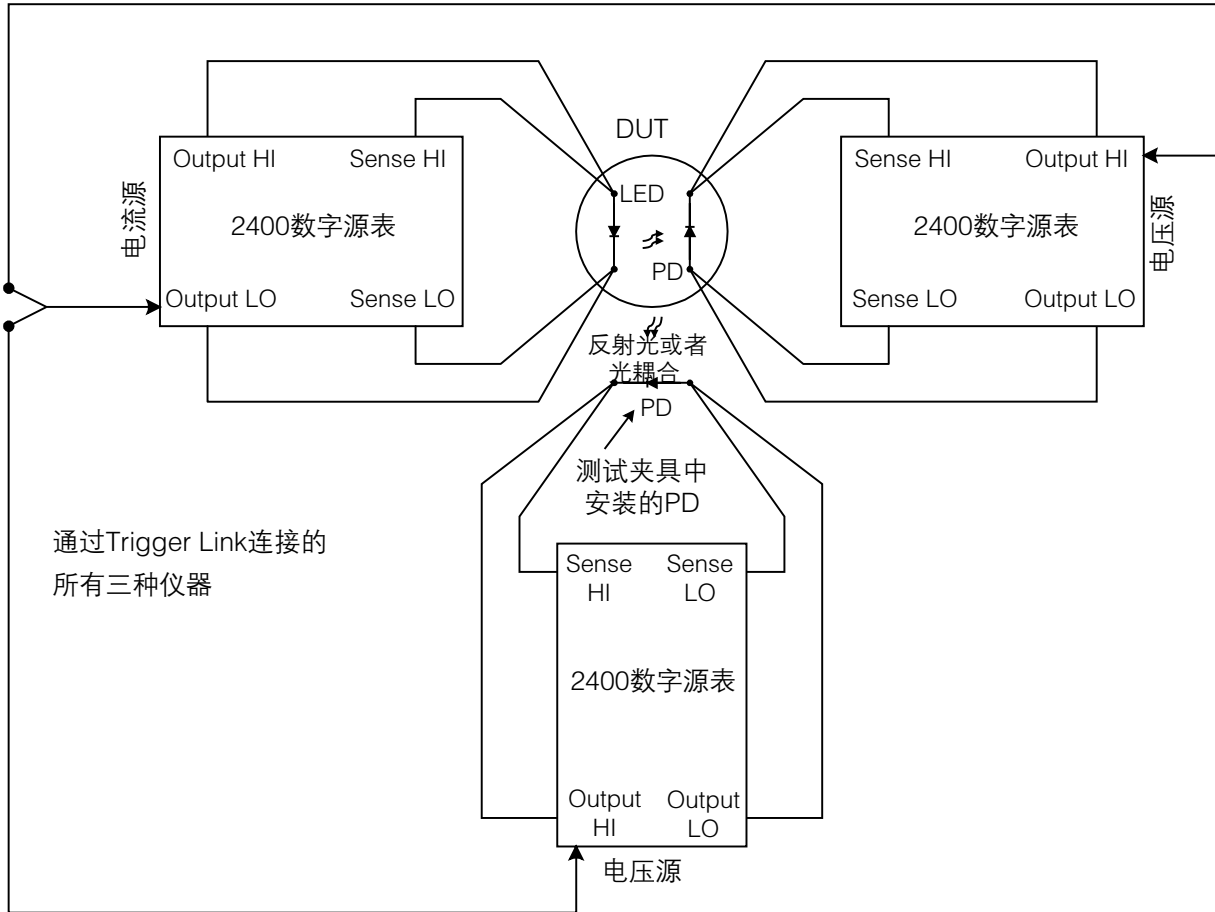 DUT
Output HI
Sense HI
电流源
2400数字源表
Output LO
Sense LO
LED
PD
Sense HI
Output HI
2400数字源表
电压源
Sense LO
Output LO
反射光或者
光耦合
PD
测试夹具中
安装的PD
通过Trigger Link连接的
所有三种仪器
Sense
HI
Sense
LO
2400数字源表
Output
HI
Output
LO
电压源